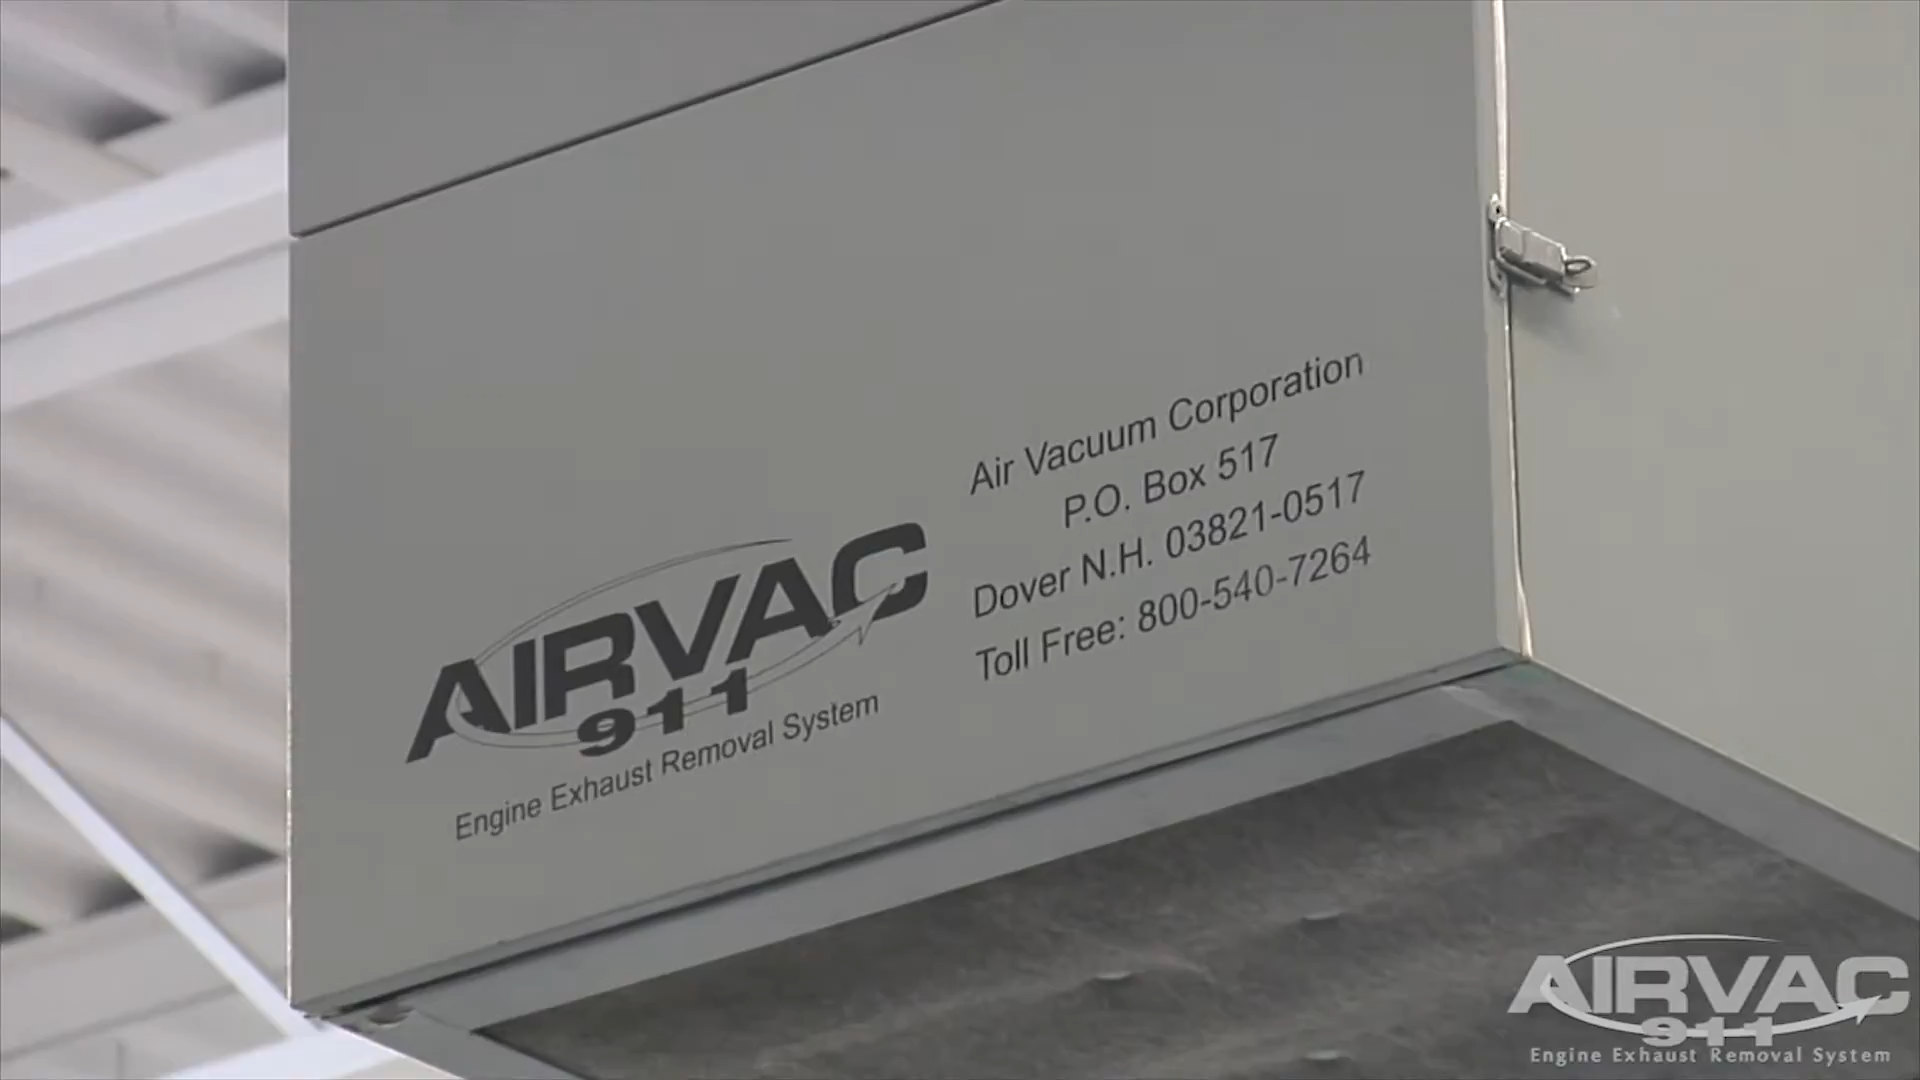 Air Vacuum Corporation
P.O. Box 517
Dover N.H. 03821-0517
Toll Free: 800-540-7264
AIRVAC
911
Engine Exhaust Removal System
AIRVAC
911
Engine Exhaust Removal System